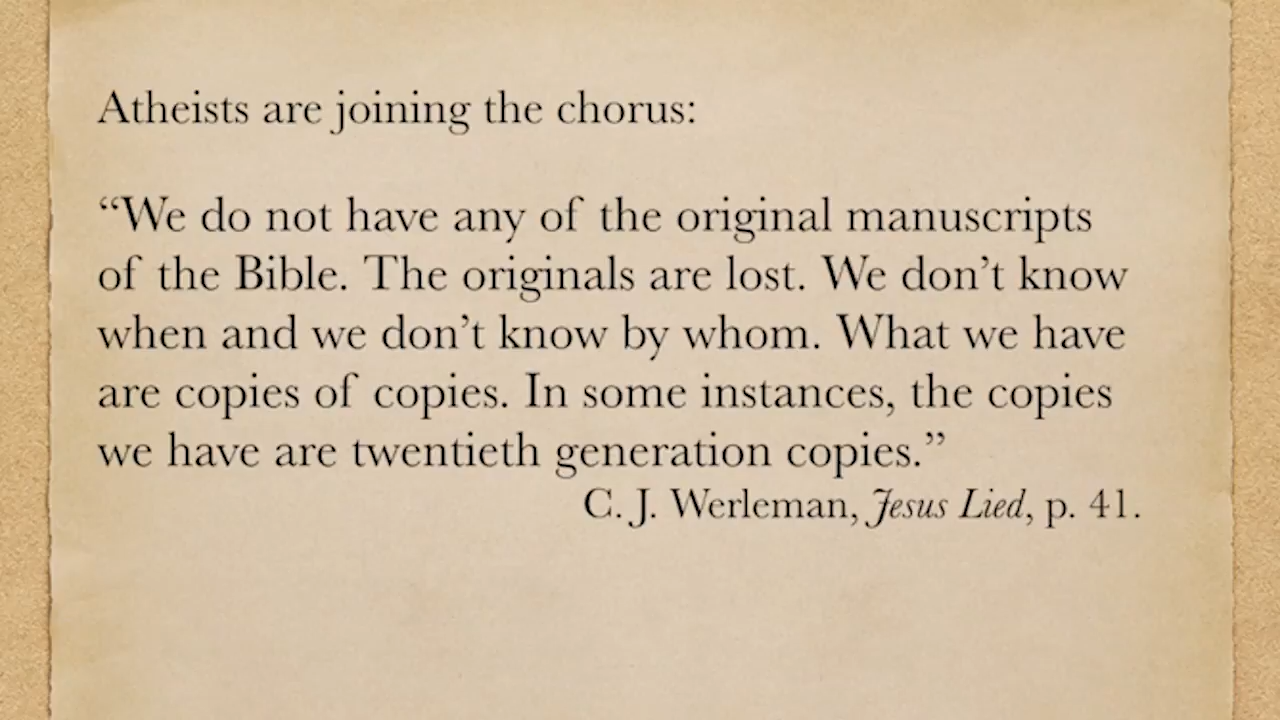 Atheists are joining the chorus:
“We do not have any of the original manuscripts
of the Bible. The originals are lost. We don’t know
when and we don’t know by whom. What we have
are copies of copies. In some instances, the copies
we have are twentieth generation copies.”
C. J. Werleman, Jesus Lied, p. 41.